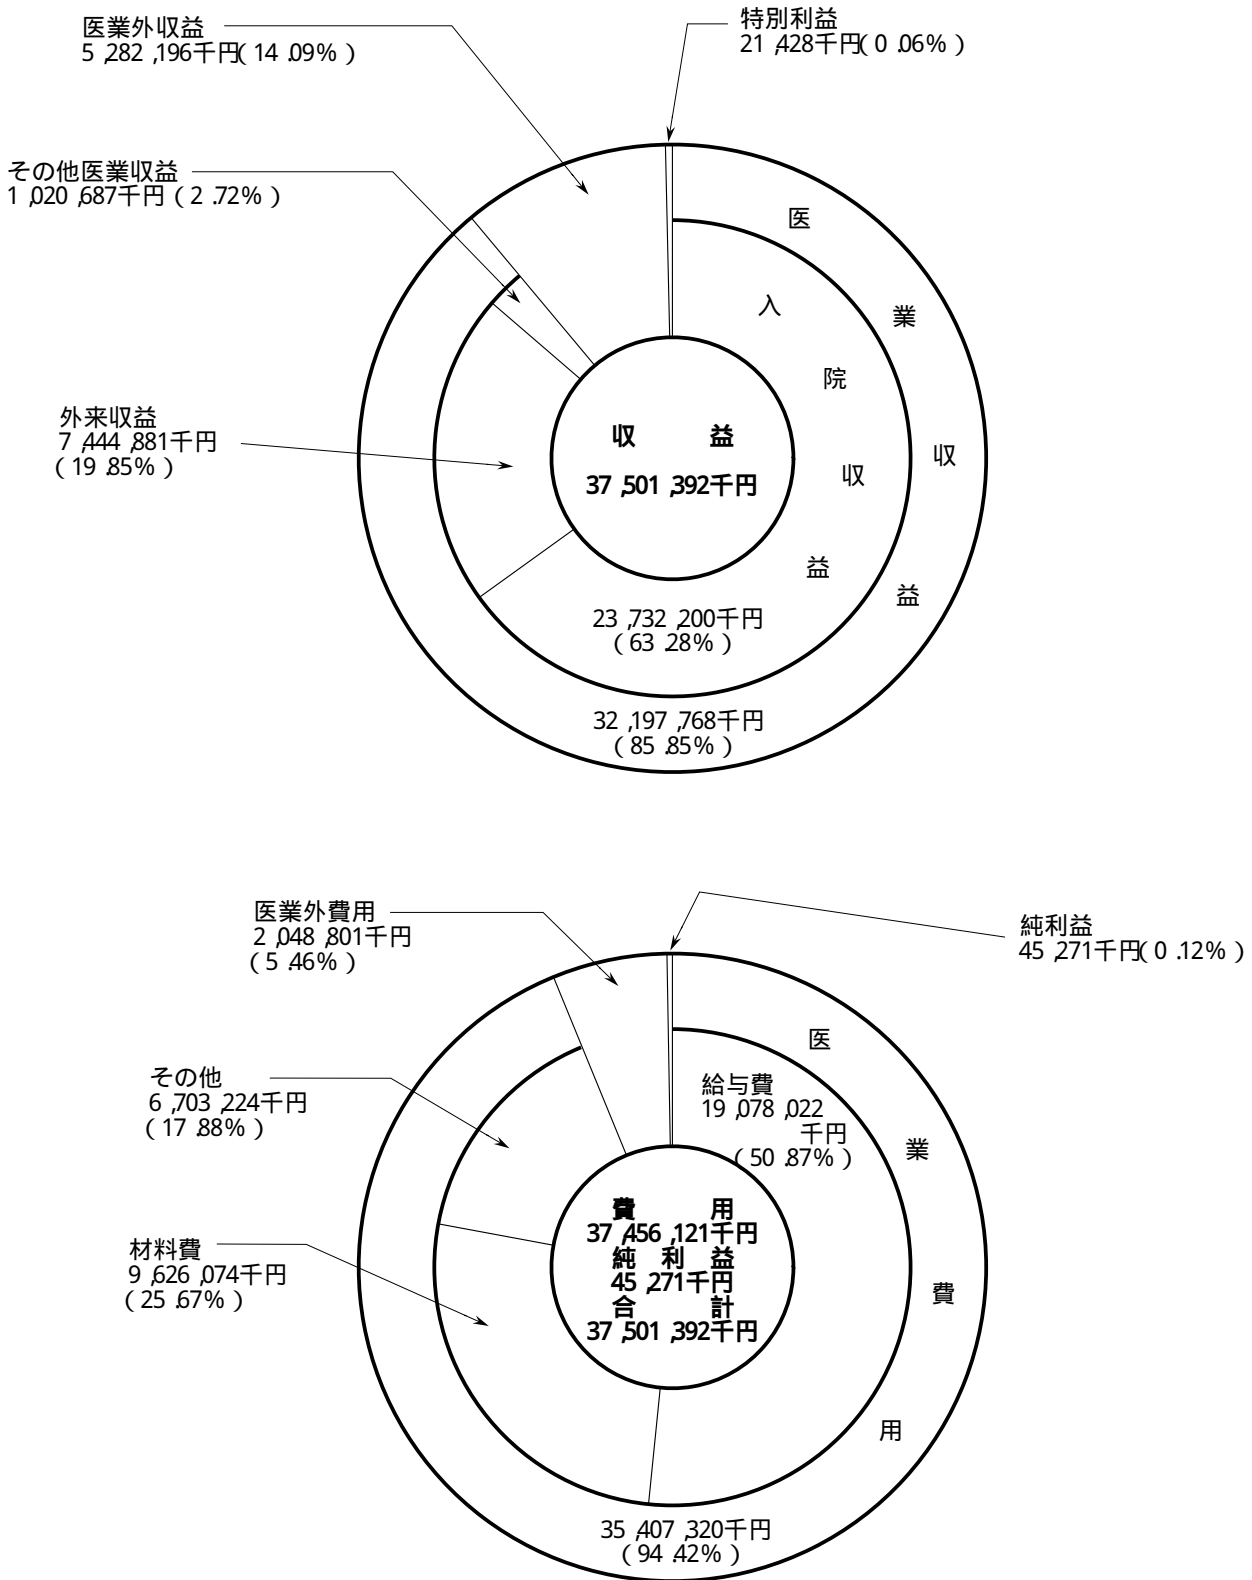 医業外収益
5,282,196千円(14.09%)
特別利益
21,428千円(0.06%)
その他医業収益
1,020,687千円(2.72%)
外来収益
7,444,881千円
(19.85%)
医
業
収
益
入
院
収
益
収 益
37,501,392千円
23,732,200千円
(63.28%)
32,197,768千円
(85.85%)
医業外費用
2,048,801千円
(5.46%)
純利益
45,271千円(0.12%)
その他
6,703,224千円
(17.88%)
材料費
9,626,074千円
(25.67%)
医
業
費
用
給与費
19,078,022
千円
(50.87%)
費 用
37,456,121千円
純 利 益
45,271千円
合 計
37,501,392千円
35,407,320千円
(94.42%)